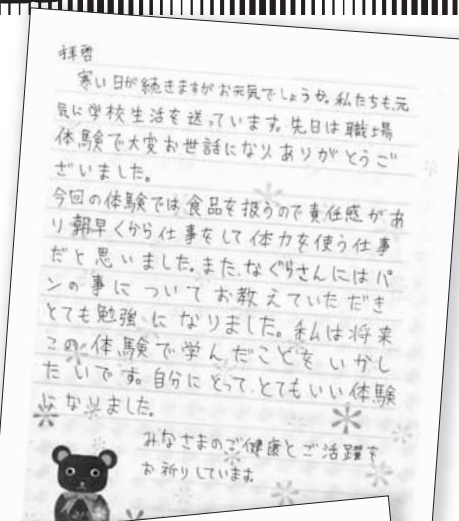 拝啓
寒い日が続きますがお元気でしょうか。私たちも元
気に学校生活を送っています。先日は職場
体験で大変お世話になりありがとうご
ざいました。
今回の体験では食品を扱うので責任感があ
り朝早くから仕事をして体力を使う仕事
だと思いました。また、なぐらさんにはパ
ンの事についてお教えていただき
とても勉強になりました。私は将来
この体験で学んだことをいかし
たいです。自分にとって、とてもいい体験
になりました。
みなさまのご健康とご活躍を
お祈りしています。